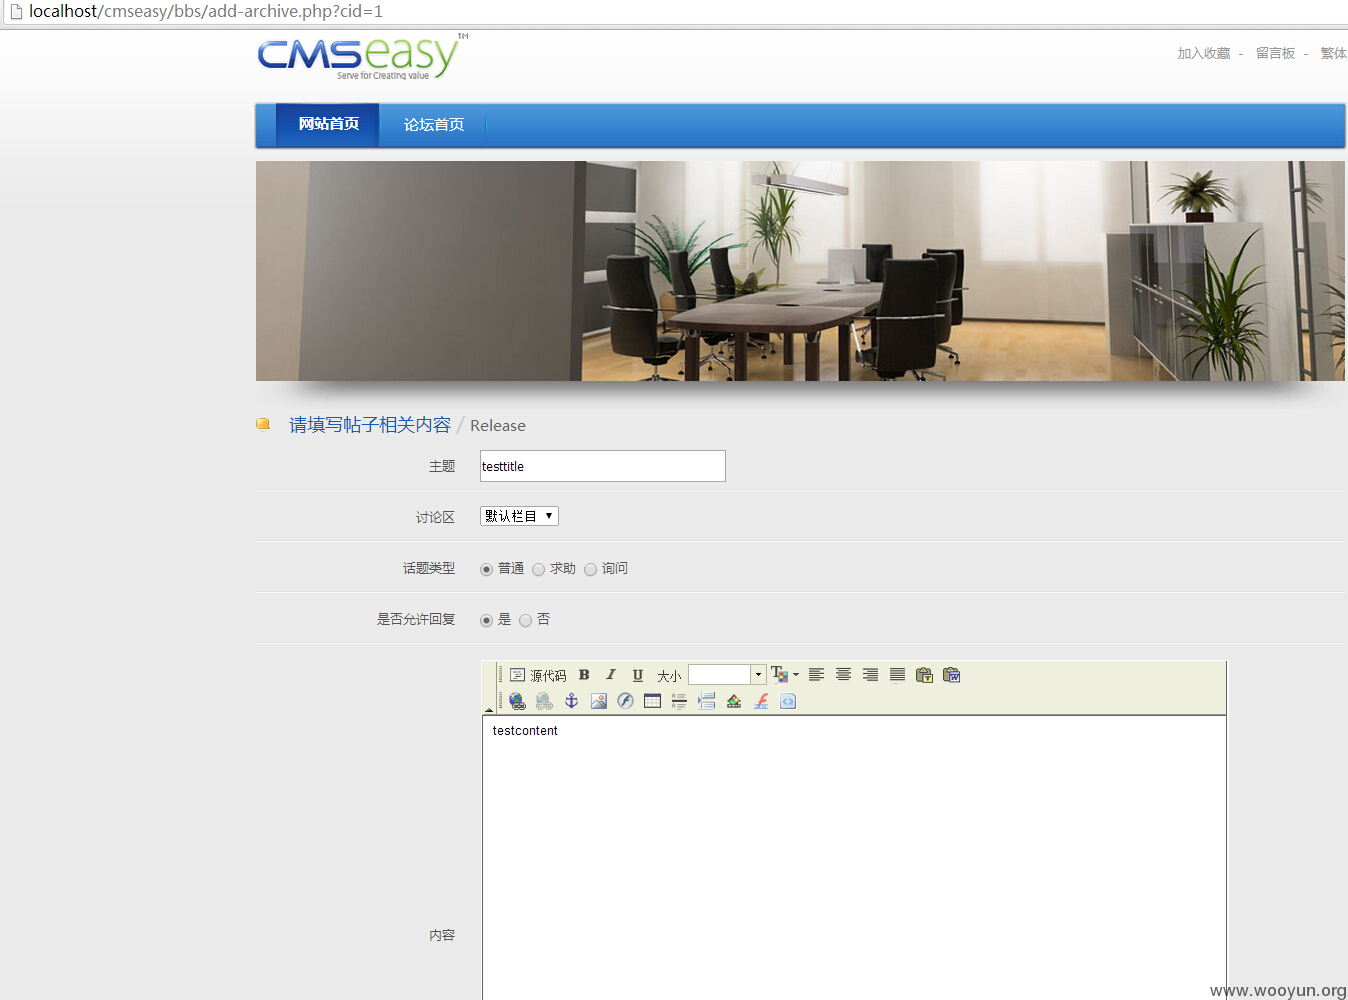 localhost/cmseasy/bbs/add-archive.php?cid=1
CMSeasy™
Serve for Creating value
加入收藏 - 留言板 - 繁体
网站首页 论坛首页
请填写帖子相关内容 / Release
主题 testtitle
讨论区 默认栏目
话题类型 普通 求助 询问
是否允许回复 是 否
源代码 B I U 大小
testcontent
内容
www.wooyun.org